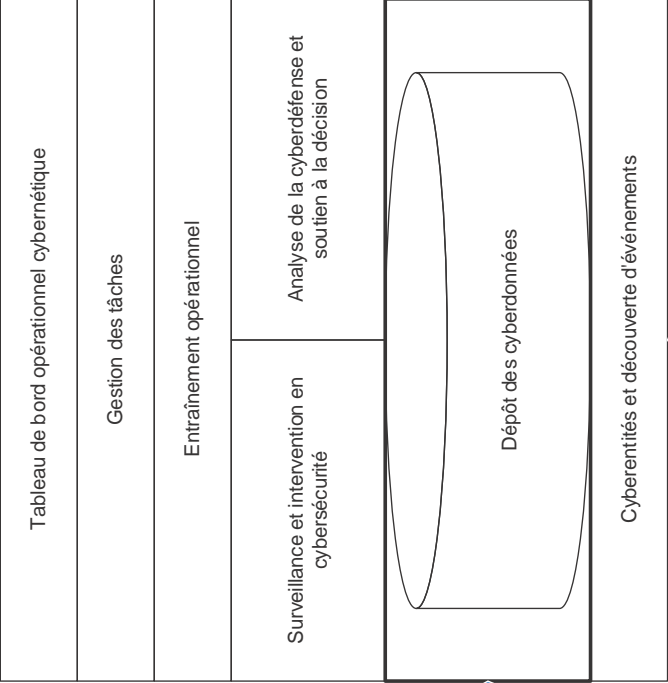 Tableau de bord opérationnel cybernétique
Gestion des tâches
Entraînement opérationnel
Surveillance et intervention en
cybersécurité
Analyse de la cyberdéfense et
soutien à la décision
Dépôt des cyberdonnées
Cyberentités et découverte d'événements